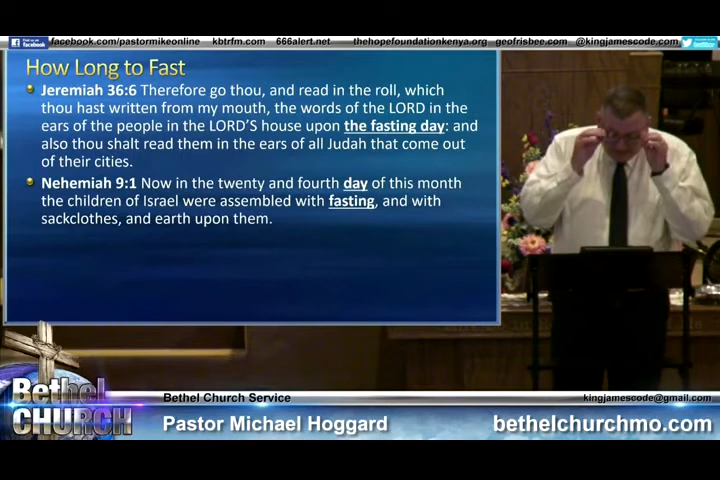 Find us on
facebook
facebook.com/pastormikeonline kbtrfm.com 666alert.net thehopefoundationkenya.org geofrisbee.com @kingjamescode.com
twitter
How Long to Fast
Jeremiah 36:6 Therefore go thou, and read in the roll, which
thou hast written from my mouth, the words of the LORD in the
ears of the people in the LORD'S house upon the fasting day: and
also thou shalt read them in the ears of all Judah that come out
of their cities.
Nehemiah 9:1 Now in the twenty and fourth day of this month
the children of Israel were assembled with fasting, and with
sackclothes, and earth upon them.
Bethel
CHURCH
Bethel Church Service kingjamescode@gmail.com
Pastor Michael Hoggard bethelchurchmo.com